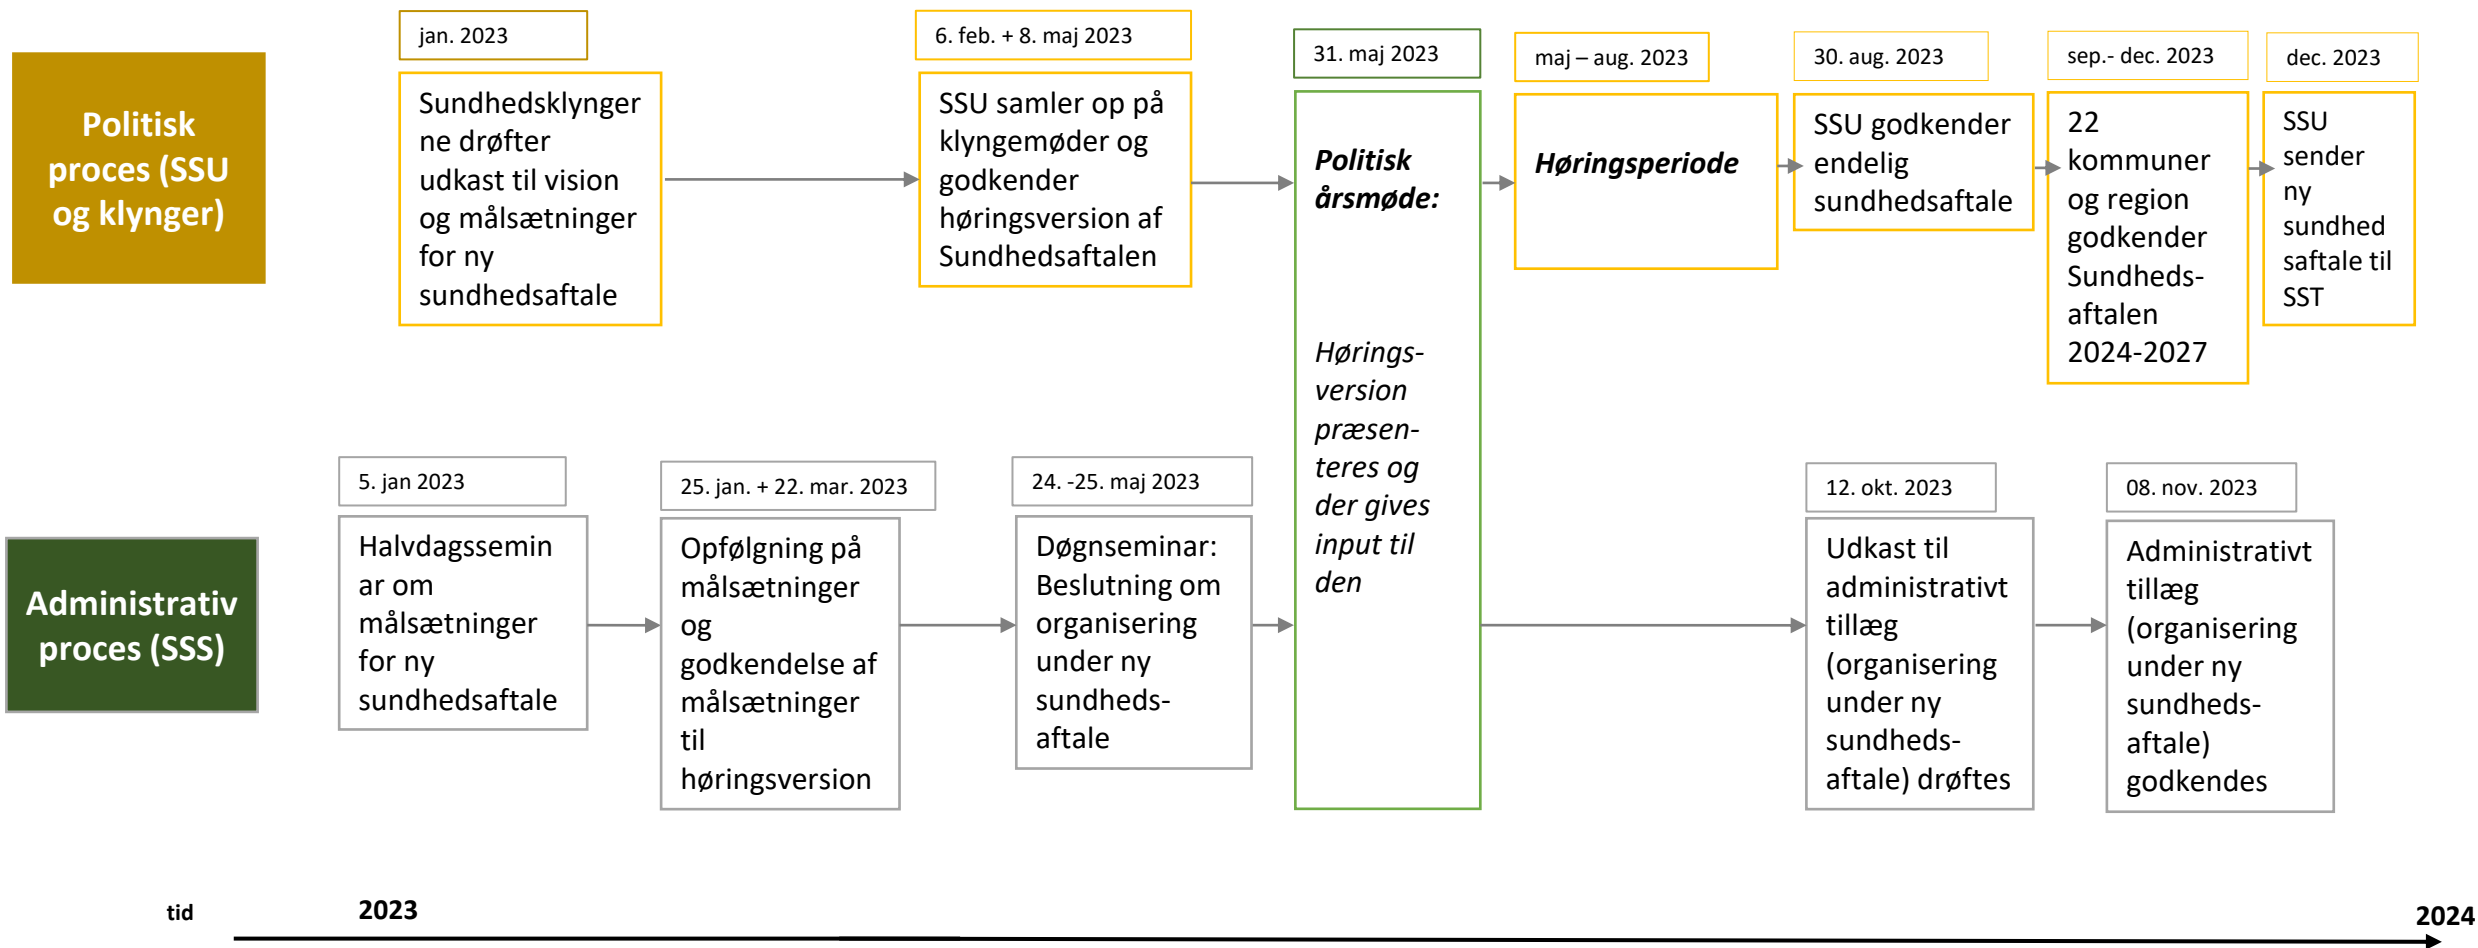 Politisk
proces (SSU
og klynger)
jan. 2023
Sundhedsklynger
ne drøfter
udkast til vision
og målsætninger
for ny
sundhedsaftale
6. feb. + 8. maj 2023
SSU samler op på
klyngemøder og
godkender
høringsversion af
Sundhedsaftalen
31. maj 2023
Politisk
årsmøde:
Hørings-
version
præsen-
teres og
der gives
input til
den
maj – aug. 2023
Høringsperiode
30. aug. 2023
SSU godkender
endelig
sundhedsaftale
sep.- dec. 2023
22
kommuner
og region
godkender
Sundheds-
aftalen
2024-2027
dec. 2023
SSU
sender
ny
sundhed
saftale til
SST
Administrativ
proces (SSS)
5. jan 2023
Halvdagssemin
ar om
målsætninger
for ny
sundhedsaftale
25. jan. + 22. mar. 2023
Opfølgning på
målsætninger
og
godkendelse af
målsætninger
til
høringsversion
24. -25. maj 2023
Døgnseminar:
Beslutning om
organisering
under ny
sundheds-
aftale
12. okt. 2023
Udkast til
administrativt
tillæg
(organisering
under ny
sundheds-
aftale) drøftes
08. nov. 2023
Administrativt
tillæg
(organisering
under ny
sundheds-
aftale)
godkendes
tid
2023
2024